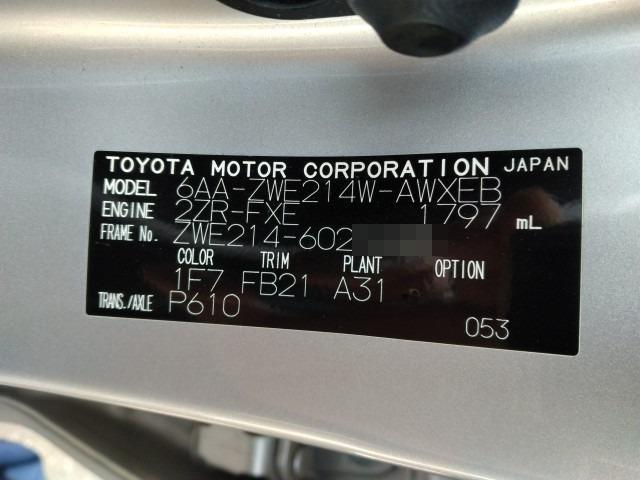 TOYOTA MOTOR CORPORATION JAPAN
MODEL 6AA-ZWE214W-AWXEB
ENGINE 2ZR-FXE 1797 mL
FRAME No. ZWE214-602
COLOR TRIM PLANT OPTION
1F7 FB21 A31
TRANS./AXLE P610
053